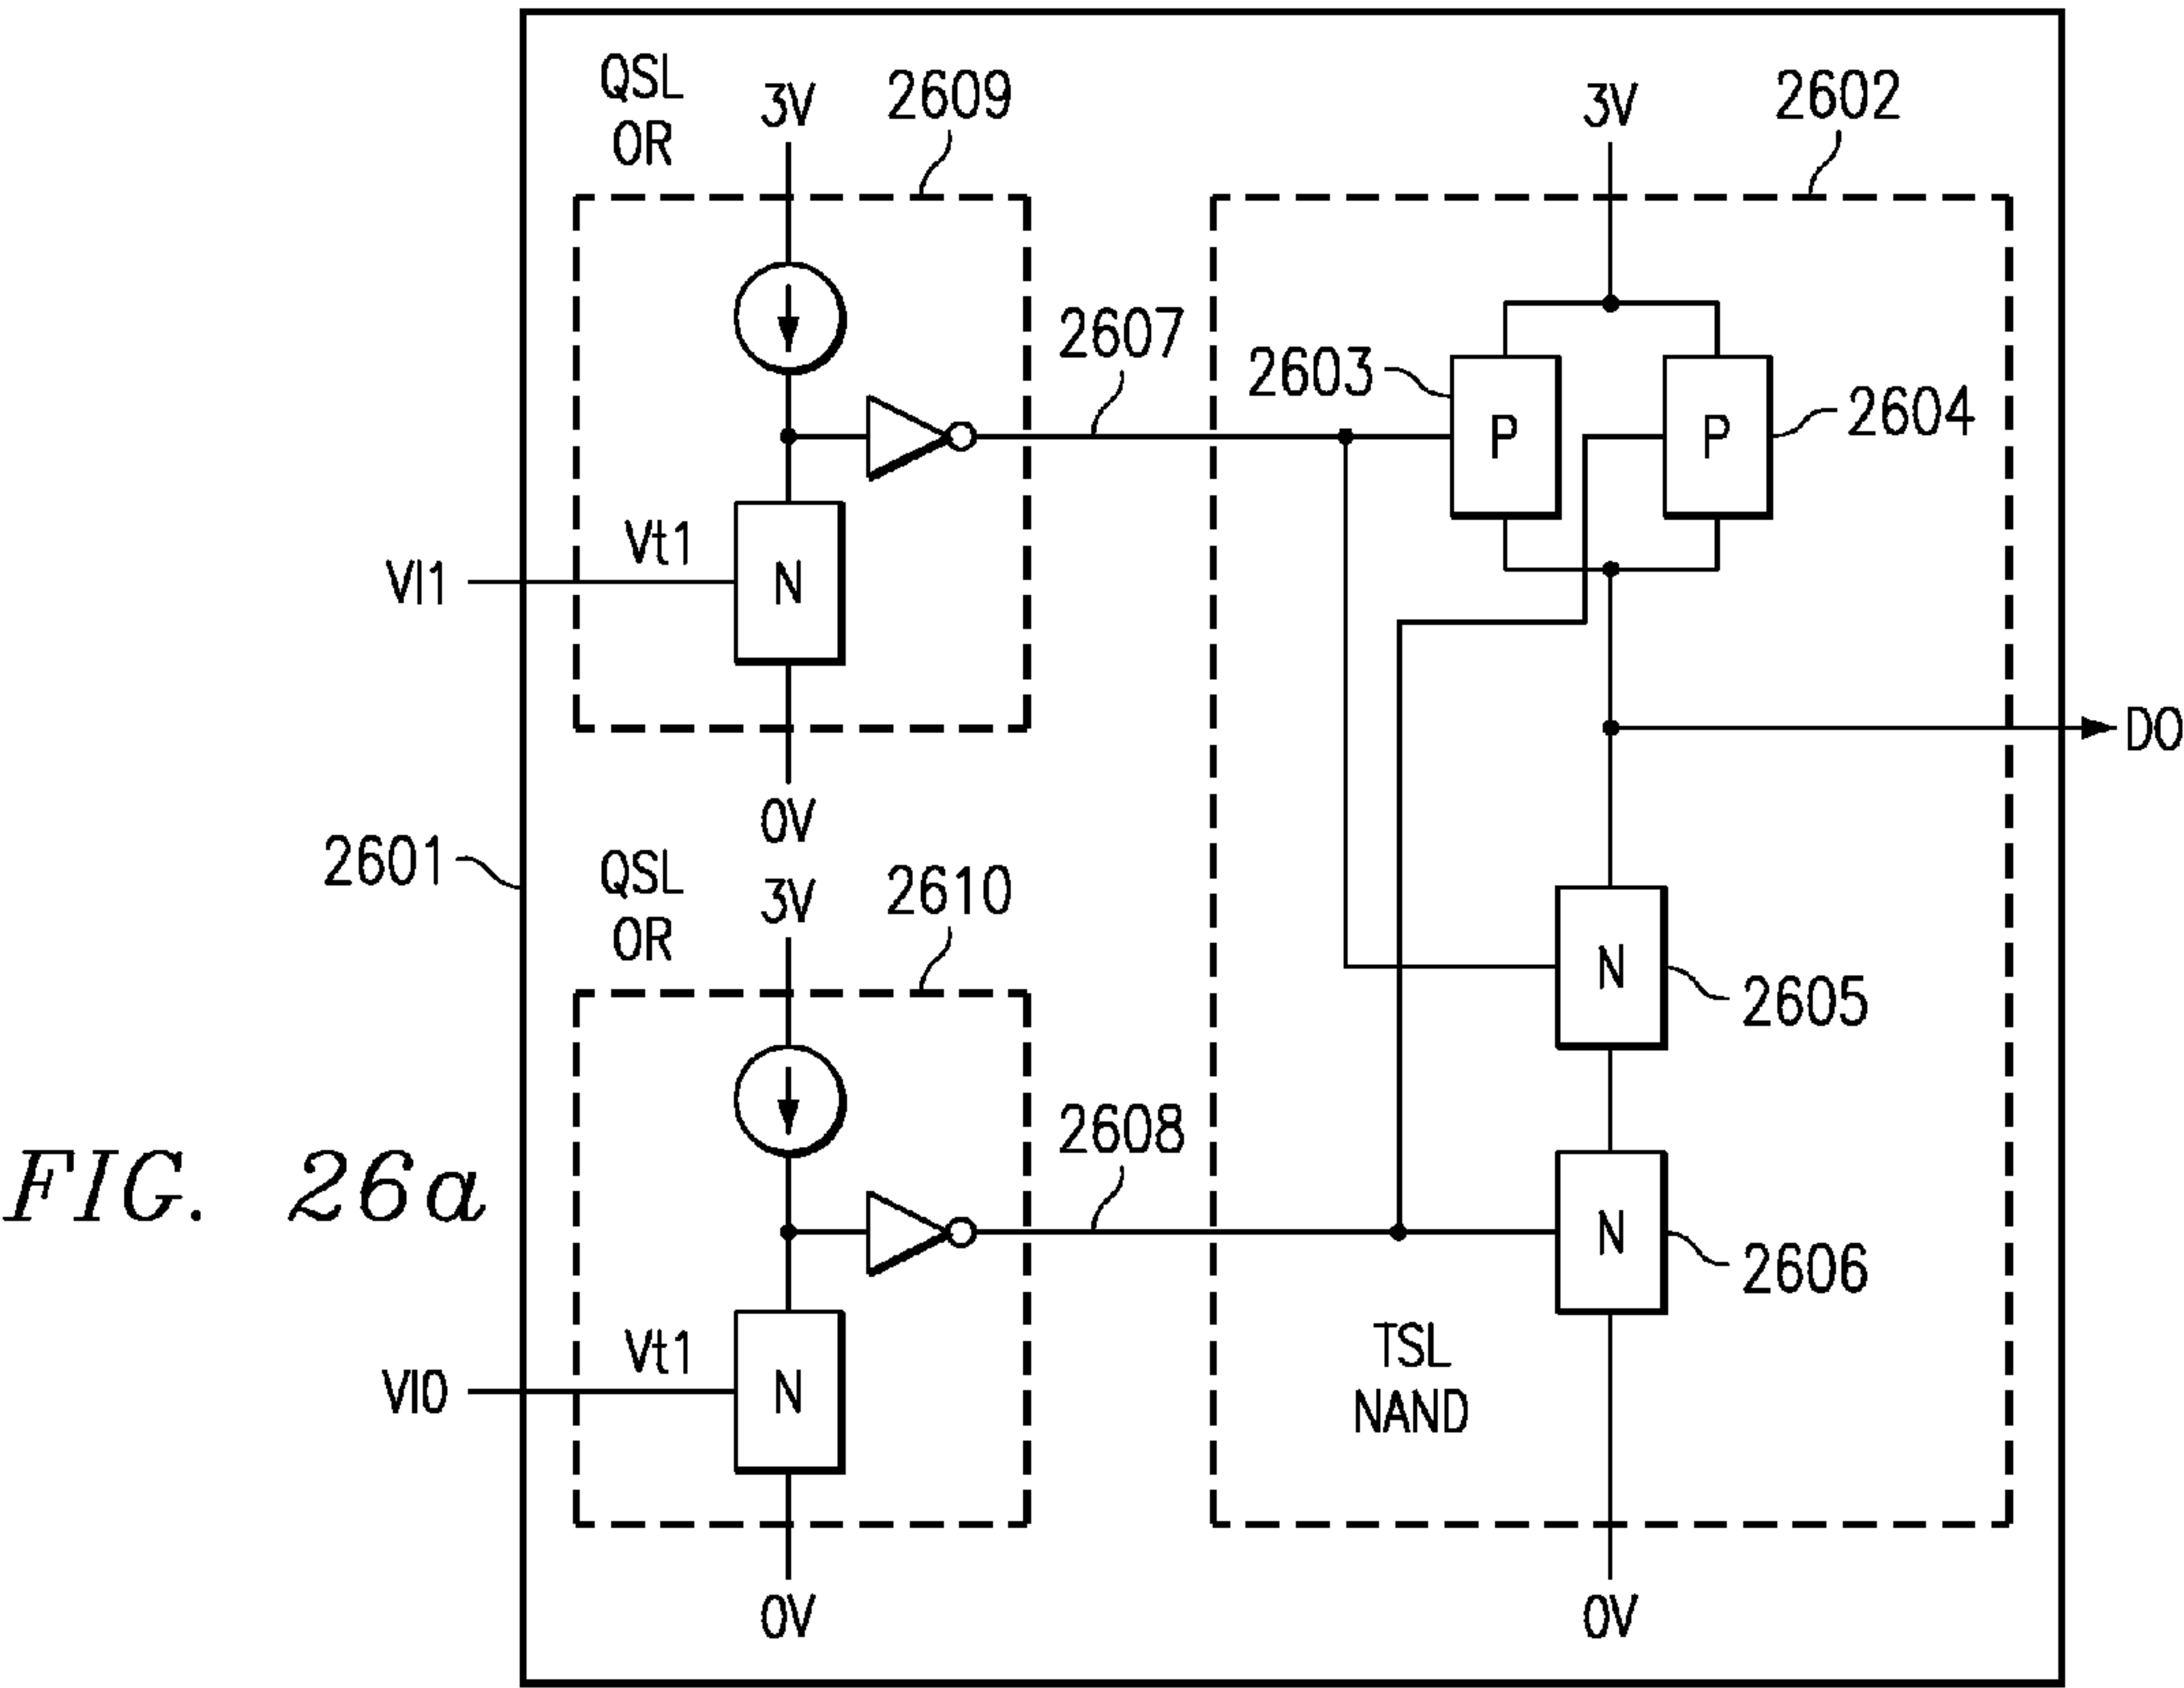 QSL
OR
3V
2609
3V
2602
2607
2603
P
P
2604
Vt1
VI1
N
DO
0V
2601
QSL
OR
3V
2610
N
2605
2608
FIG. 26a
N
2606
Vt1
VI0
N
TSL
NAND
0V
0V